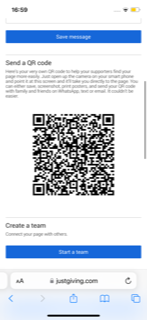 16:59
Save message
Send a QR code
Here's your very own QR code to help your supporters find your
page more easily. Just open up the camera on your smart phone
and point it at this screen and it'll take you directly to the page. You
can either save, screenshot, print posters, and send your QR code
with family and friends on WhatsApp, text or email. It couldn't be
easier.
Create a team
Connect your page with others.
Start a team
AA
justgiving.com